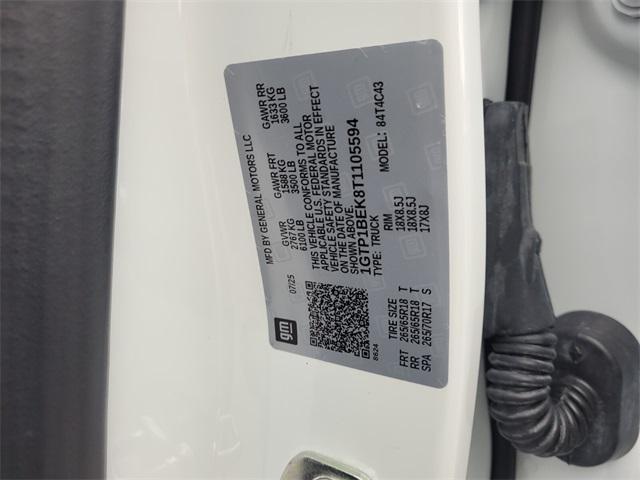 gm
MFD BY GENERAL MOTORS LLC
07/25
GVWR
2767 KG
6100 LB
GAWR FRT
1588 KG
3500 LB
GAWR RR
1633 KG
3600 LB
THIS VEHICLE CONFORMS TO ALL
APPLICABLE U.S. FEDERAL MOTOR
VEHICLE SAFETY STANDARDS IN EFFECT
ON THE DATE OF MANUFACTURE
SHOWN ABOVE.
1GTP1BEK8T1105594
TYPE: TRUCK
MODEL: 84T4C43
8624
TIRE SIZE RIM
FRT 265/65R18 T 18X8.5J
RR 265/65R18 T 18X8.5J
SPA 265/70R17 S 17X8J